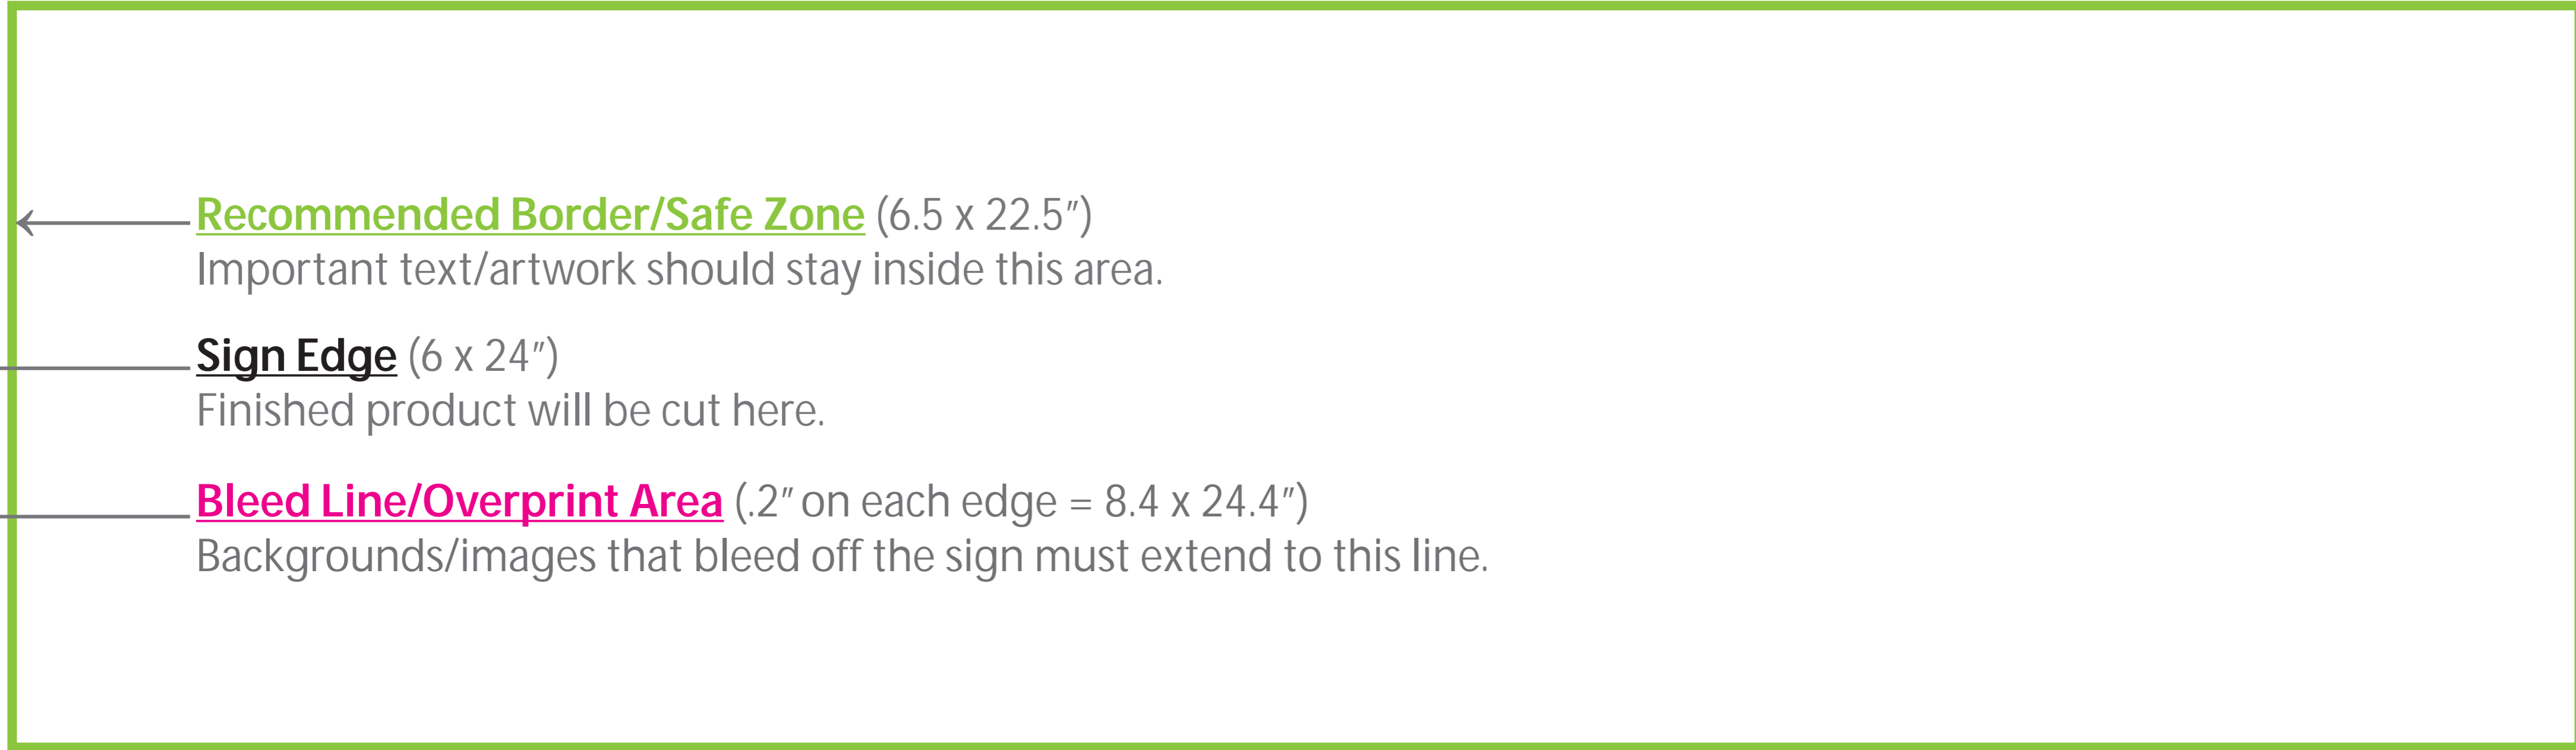 Recommended Border/Safe Zone (6.5 x 22.5″)
Important text/artwork should stay inside this area.
Sign Edge (6 x 24″)
Finished product will be cut here.
Bleed Line/Overprint Area (.2″ on each edge = 8.4 x 24.4″)
Backgrounds/images that bleed off the sign must extend to this line.